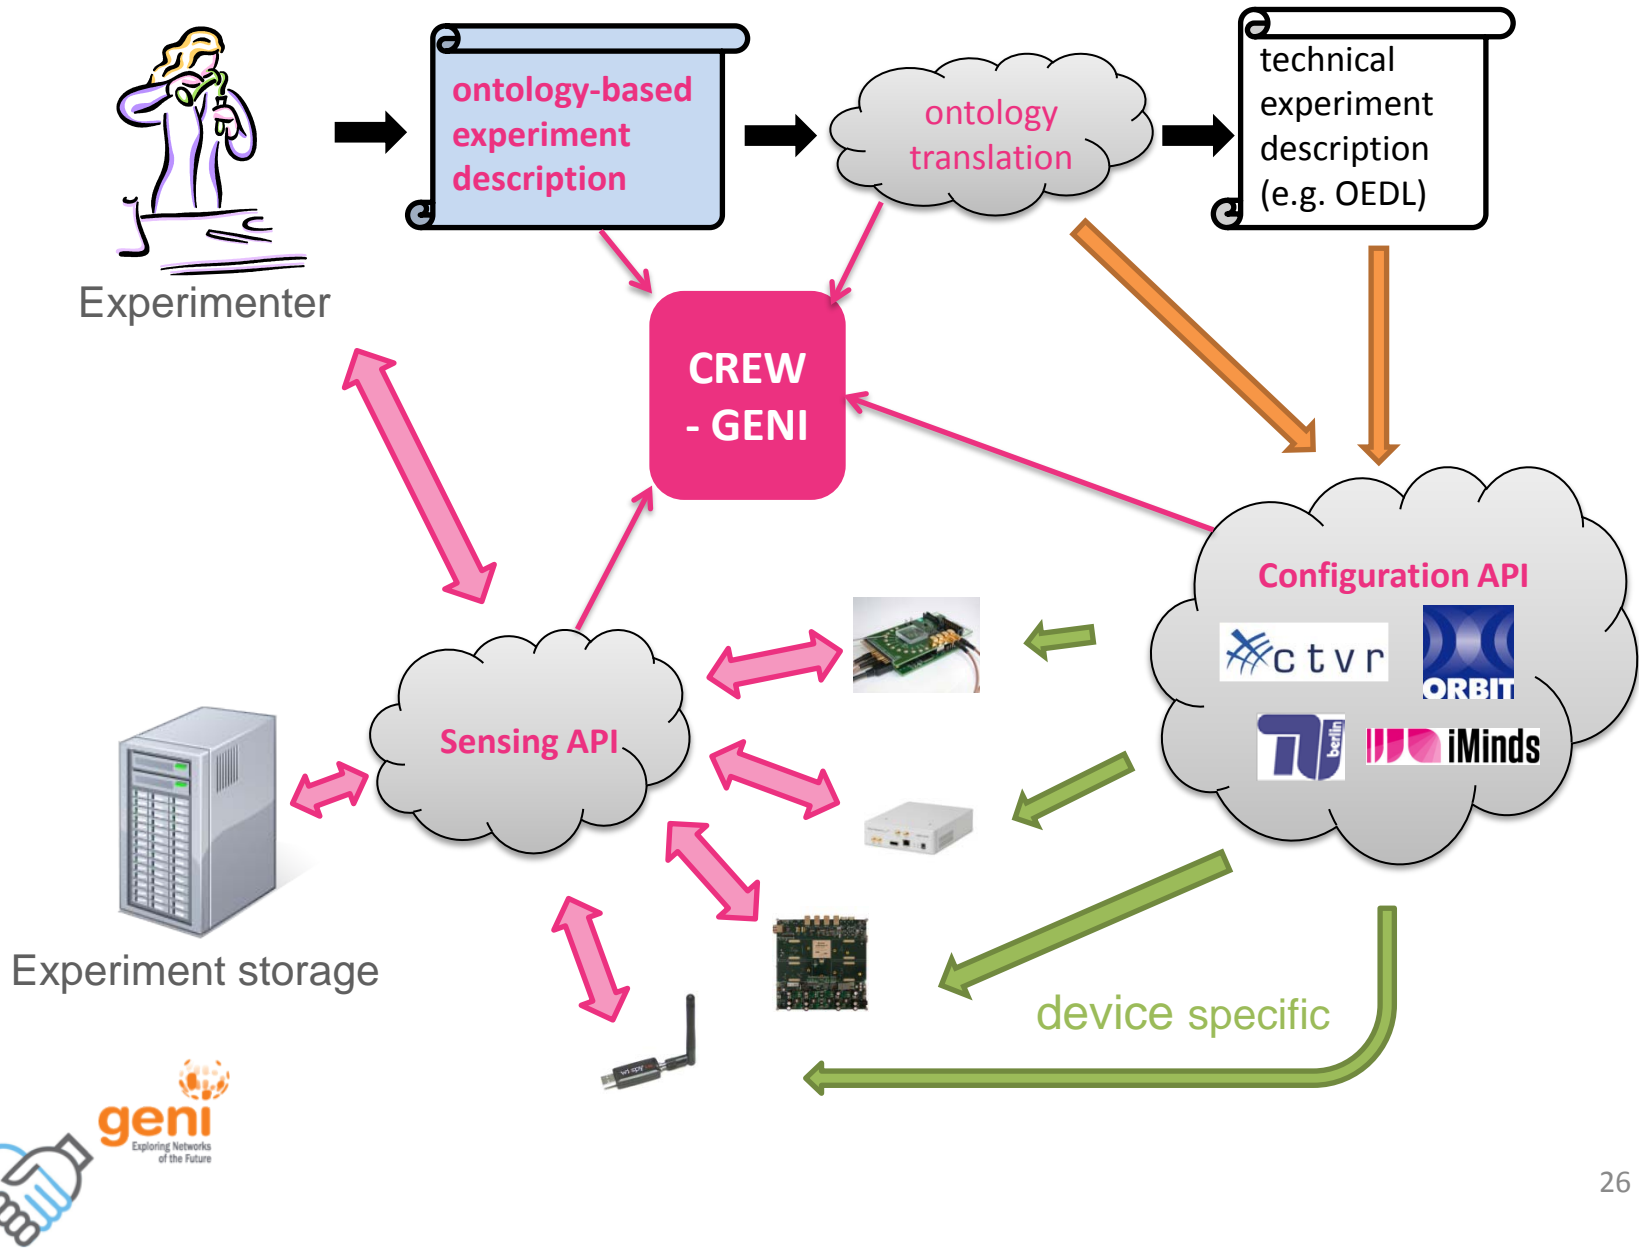 ontology-based
experiment
description
ontology
translation
technical
experiment
description
(e.g. OEDL)
Experimenter
CREW
- GENI
Configuration API
ctvr
ORBIT
berlin
iMinds
Sensing API
Experiment storage
device specific
geni
Exploring Networks
of the Future
26